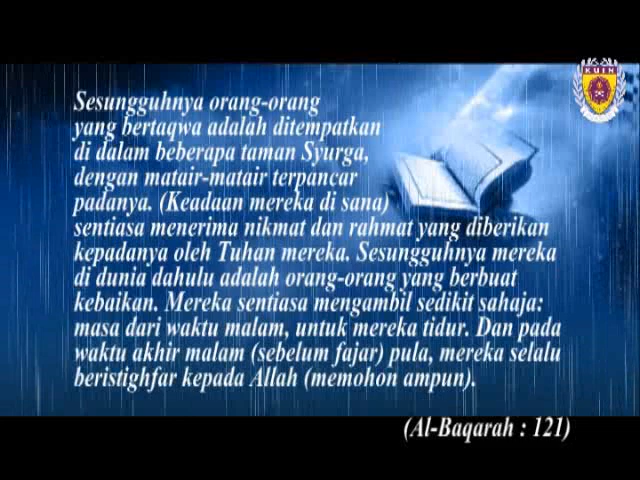 KUIN
Sesungguhnya orang-orang
yang bertaqwa adalah ditempatkan
di dalam beberapa taman Syurga,
dengan matair-matair terpancar
padanya. (Keadaan mereka di sana)
sentiasa menerima nikmat dan rahmat yang diberikan
kepadanya oleh Tuhan mereka. Sesungguhnya mereka
di dunia dahulu adalah orang-orang yang berbuat
kebaikan. Mereka sentiasa mengambil sedikit sahaja:
masa dari waktu malam, untuk mereka tidur. Dan pada
waktu akhir malam (sebelum fajar) pula, mereka selalu
beristighfar kepada Allah (memohon ampun).
(Al-Baqarah : 121)